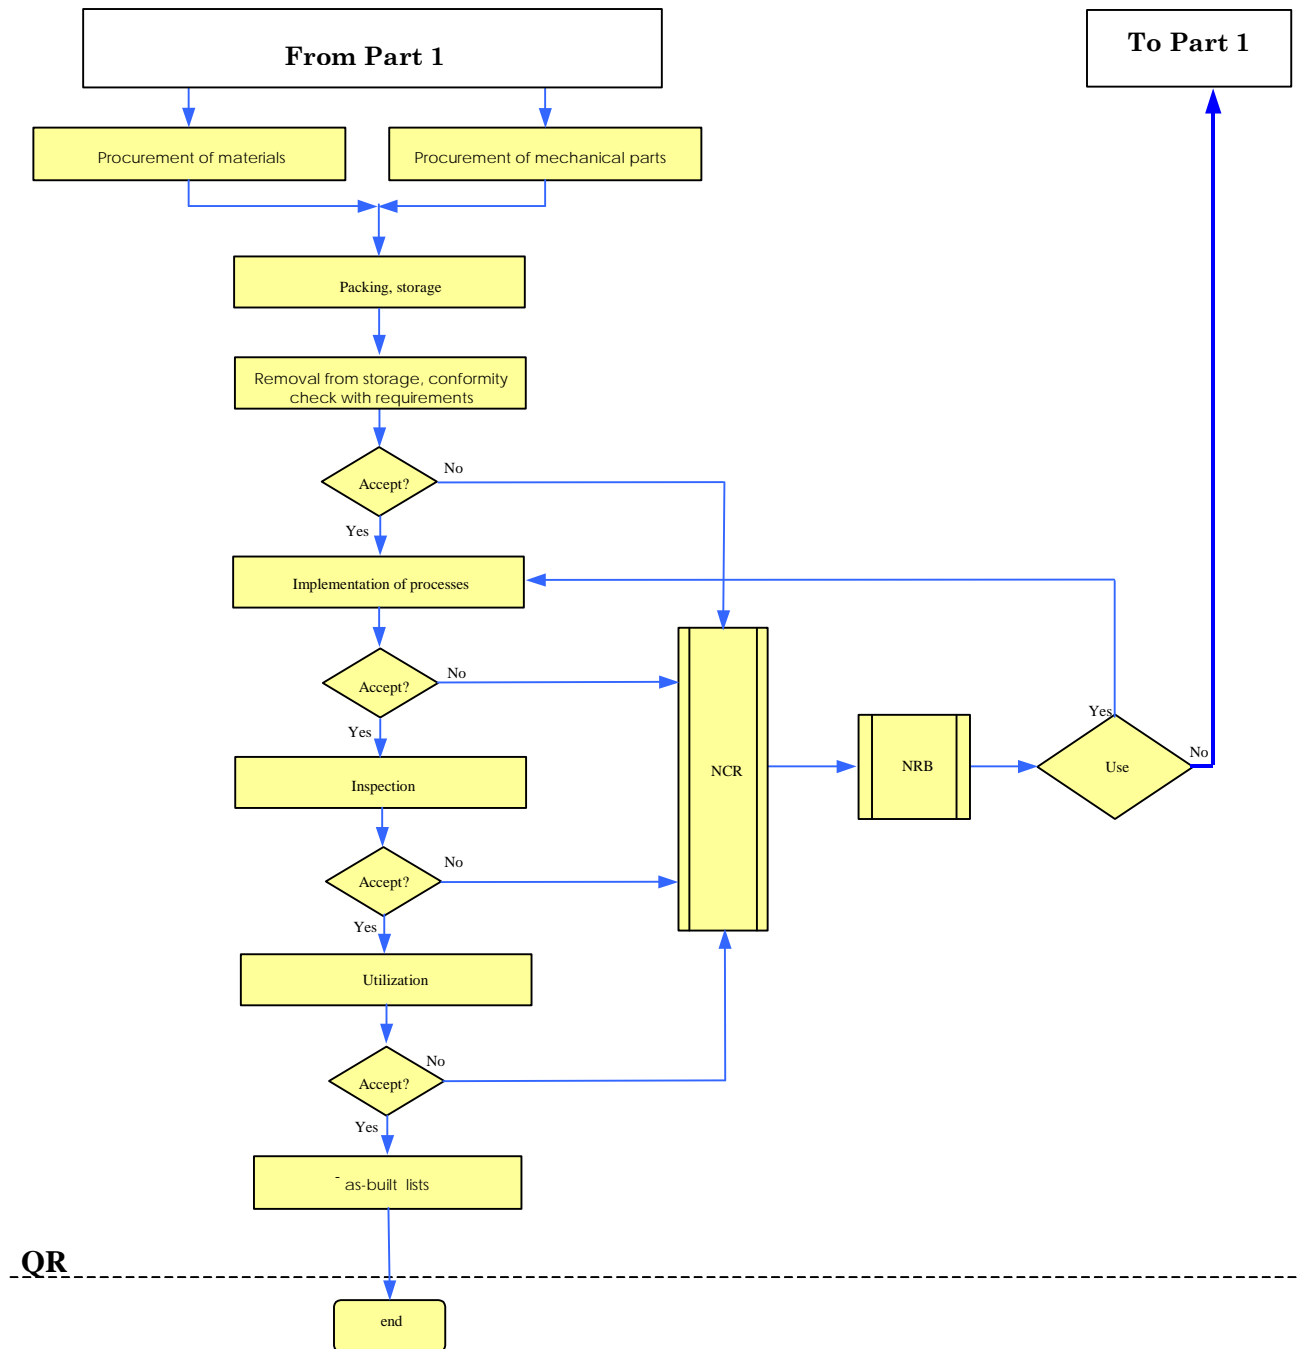 From Part 1
To Part 1
Procurement of materials
Procurement of mechanical parts
Packing, storage
Removal from storage, conformity
check with requirements
Accept?
No
Yes
Implementation of processes
Accept?
No
Yes
Inspection
Accept?
No
Yes
Utilization
Accept?
No
Yes
NCR
NRB
Use
Yes
No
- as-built lists
QR
end